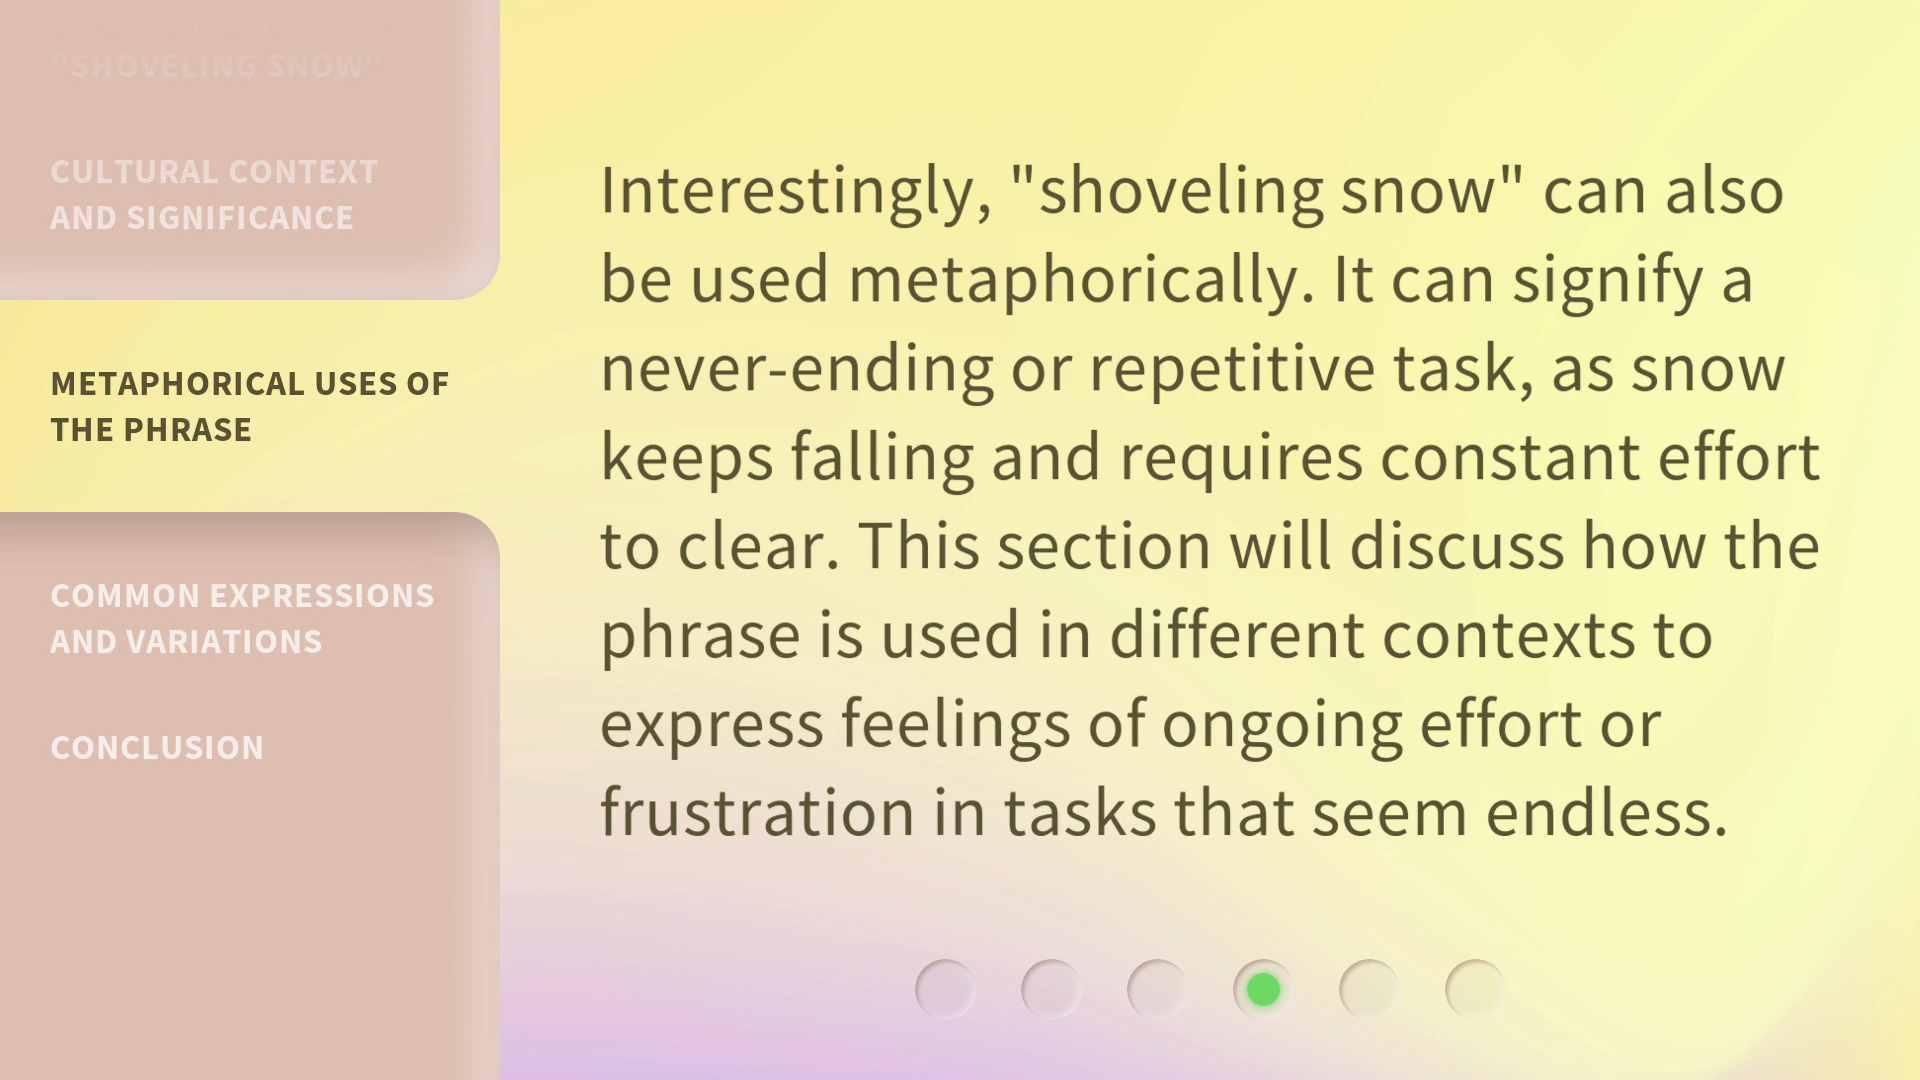 LITERAL MEANING OF
"SHOVELING SNOW"
CULTURAL CONTEXT
AND SIGNIFICANCE
METAPHORICAL USES OF
THE PHRASE
COMMON EXPRESSIONS
AND VARIATIONS
CONCLUSION
Interestingly, "shoveling snow" can also
be used metaphorically. It can signify a
never-ending or repetitive task, as snow
keeps falling and requires constant effort
to clear. This section will discuss how the
phrase is used in different contexts to
express feelings of ongoing effort or
frustration in tasks that seem endless.